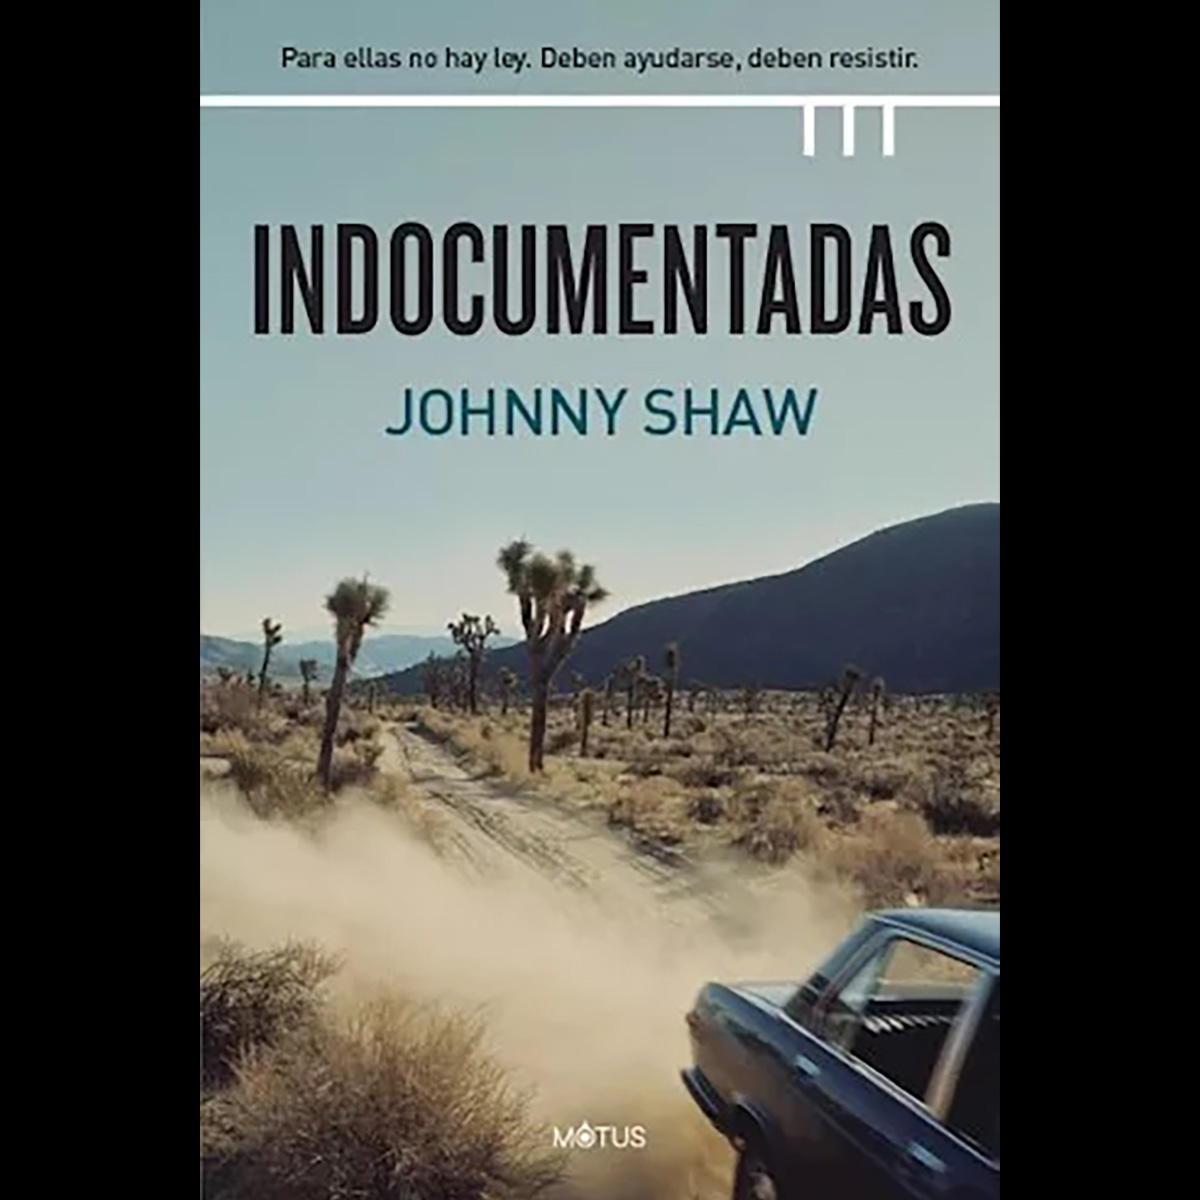 Para ellas no hay ley. Deben ayudarse, deben resistir.
INDOCUMENTADAS
JOHNNY SHAW
MOTUS